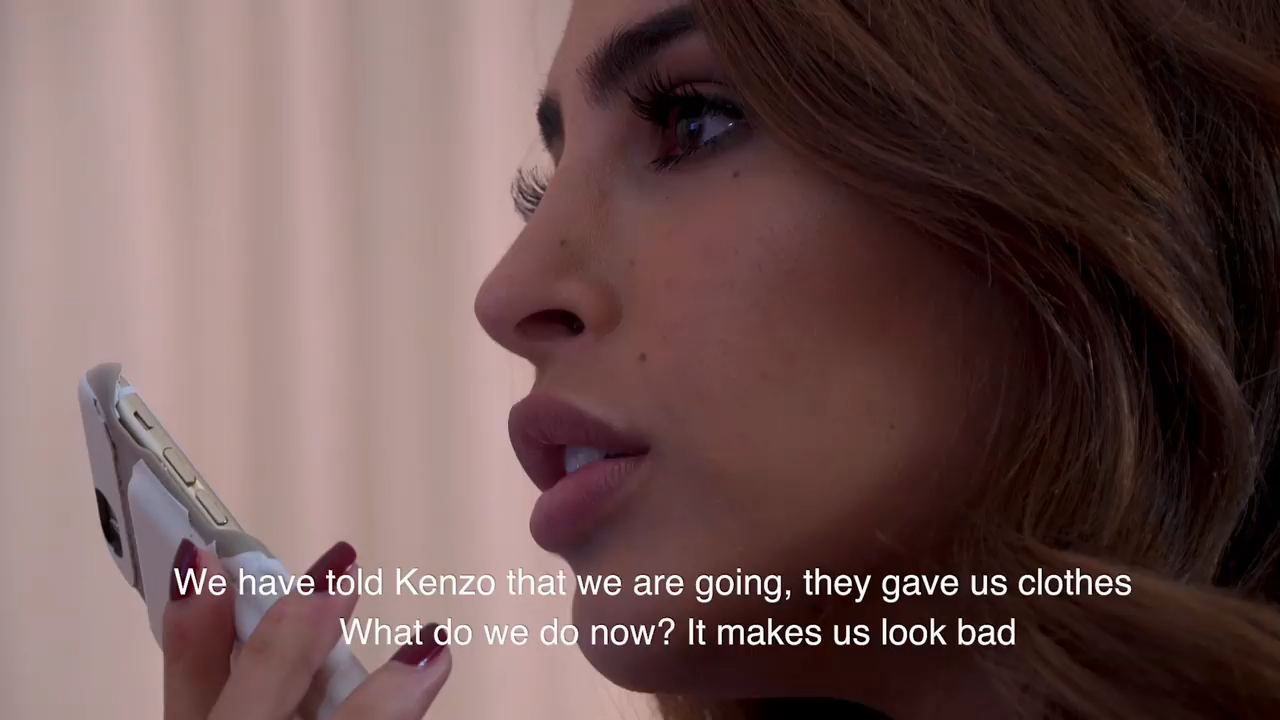 We have told Kenzo that we are going, they gave us clothes
What do we do now? It makes us look bad